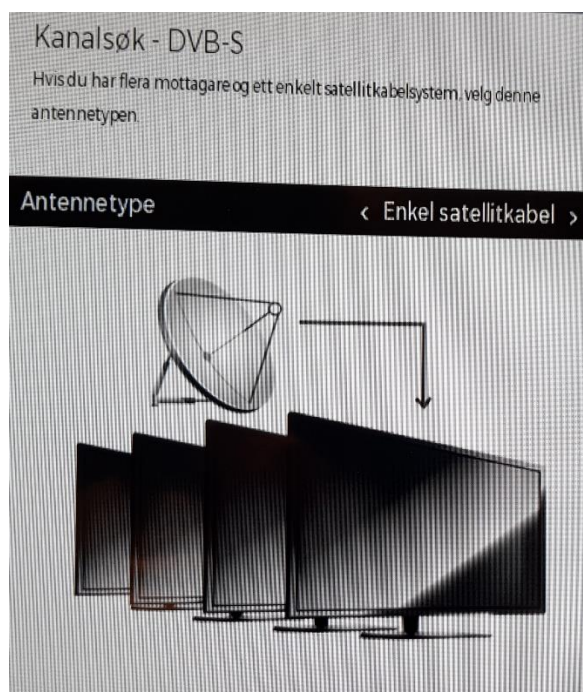 Kanalsøk - DVB-S
Hvis du har flera mottagare og ett enkelt satellitkabelsystem, velg denne
antennetypen.
Antennetype
< Enkel satellitkabel >